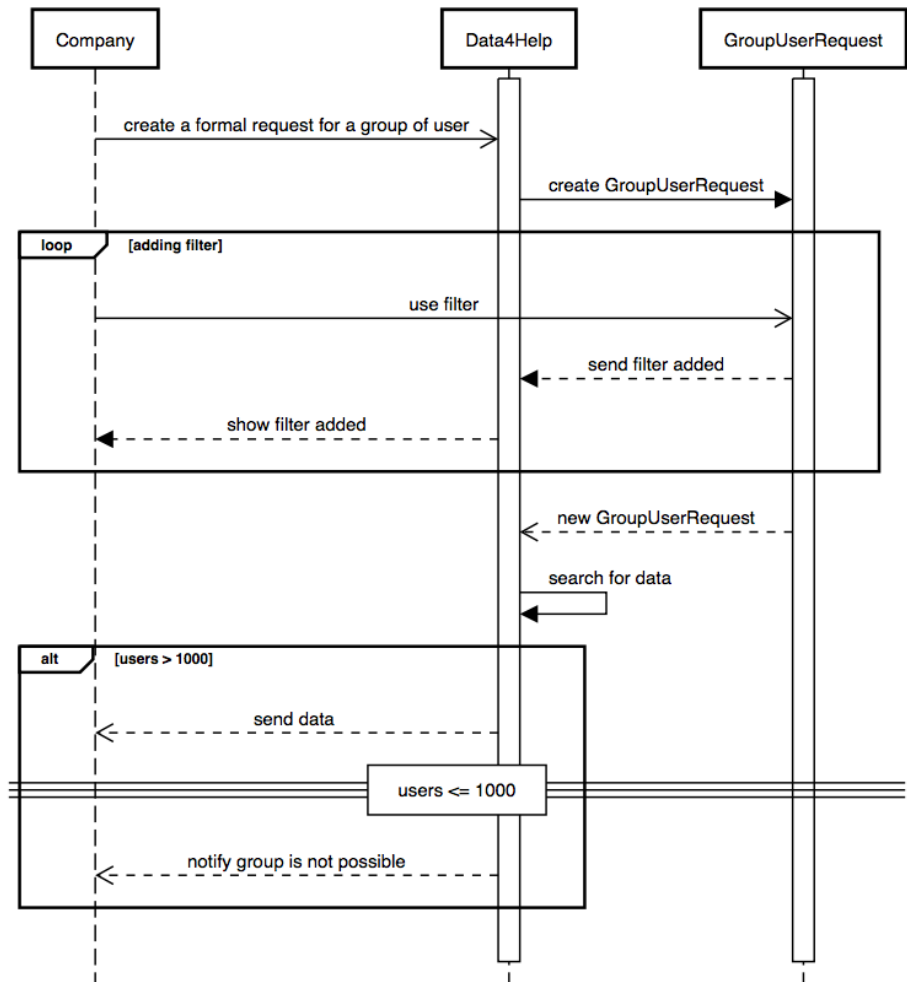 Company
Data4Help
GroupUserRequest
create a formal request for a group of user
create GroupUserRequest
loop
[adding filter]
use filter
send filter added
show filter added
new GroupUserRequest
search for data
alt
[users > 1000]
send data
users <= 1000
notify group is not possible